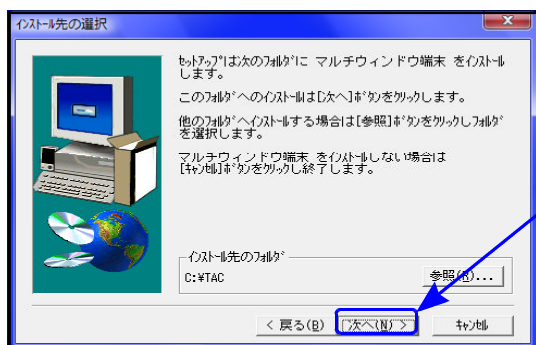 インストール先の選択
セットアップは次のフォルダに マルチウィンドウ端末 をインストール
します。
このフォルダへのインストールは[次へ]ボタンをクリックします。
他のフォルダへインストールする場合は[参照]ボタンをクリックしフォルダ
を選択します。
マルチウィンドウ端末 をインストールしない場合は
[キャンセル]ボタンをクリックし終了します。
インストール先のフォルダ
C:¥TAC
参照(R)...
< 戻る(B)
次へ(N) >
キャンセル